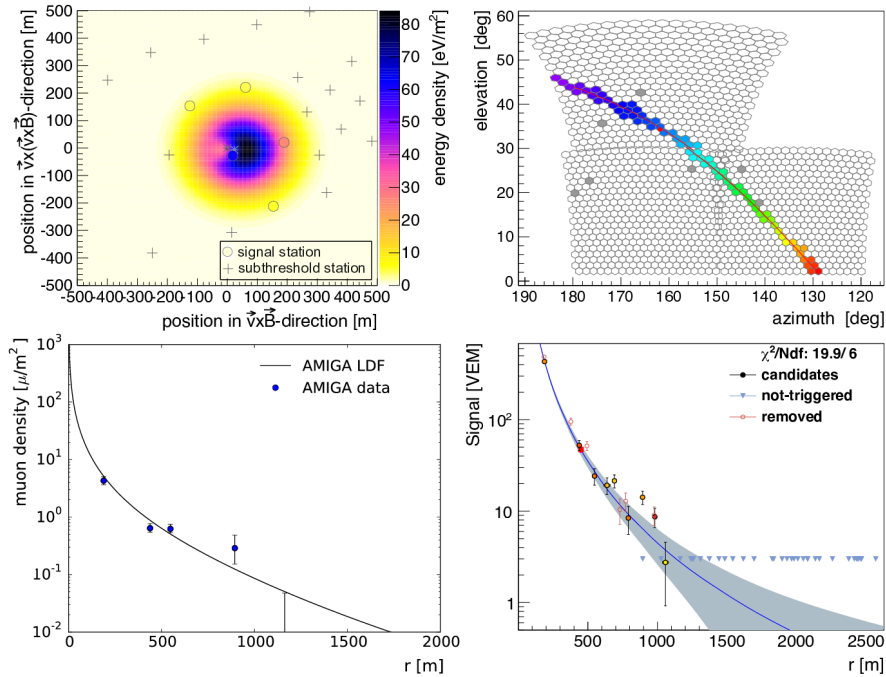 position in v⃗x(v⃗xB⃗)-direction [m]
500
400
300
200
100
0
-100
-200
-300
-400
-500
-500 -400 -300 -200 -100 0 100 200 300 400 500
position in v⃗xB⃗-direction [m]
signal station
subthreshold station
80
70
60
50
40
30
20
10
0
energy density [eV/m²]
elevation [deg]
60
50
40
30
20
10
0
190 180 170 160 150 140 130 120
azimuth [deg]
muon density [μ/m²]
10³
10²
10¹
10⁰
10⁻¹
10⁻²
0 500 1000 1500 2000
r [m]
AMIGA LDF
AMIGA data
Signal [VEM]
10²
10
1
500 1000 1500 2000 2500
r [m]
χ²/Ndf: 19.9/ 6
candidates
not-triggered
removed